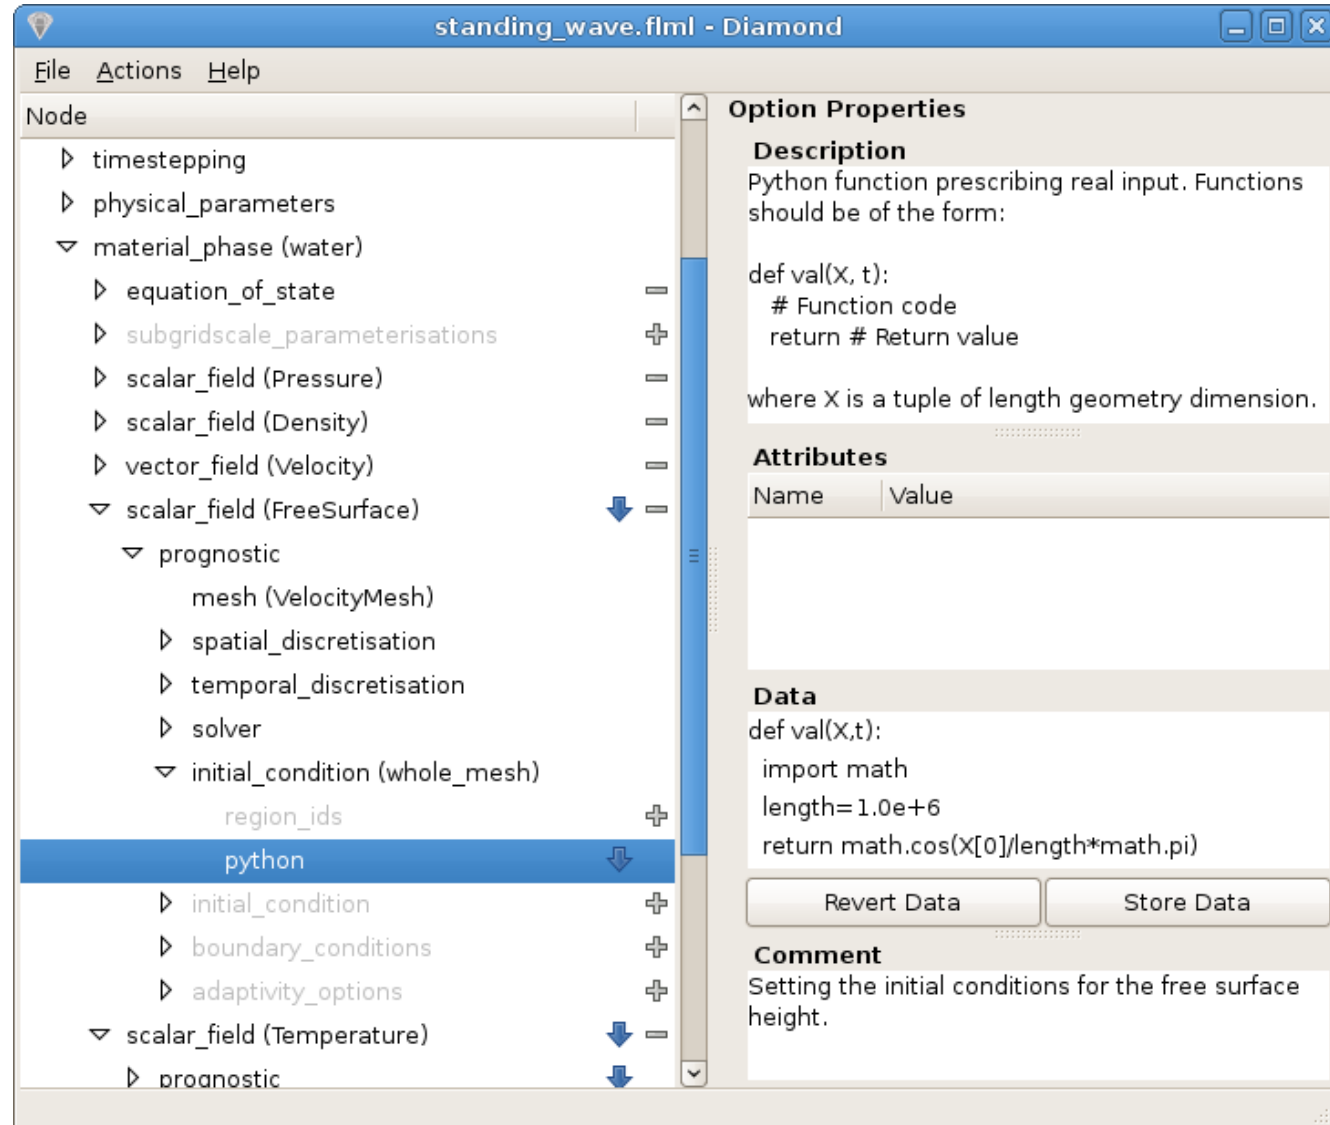 standing_wave.flml - Diamond
File Actions Help
Node
timestepping
physical_parameters
material_phase (water)
equation_of_state
subgridscale_parameterisations
scalar_field (Pressure)
scalar_field (Density)
vector_field (Velocity)
scalar_field (FreeSurface)
prognostic
mesh (VelocityMesh)
spatial_discretisation
temporal_discretisation
solver
initial_condition (whole_mesh)
region_ids
python
initial_condition
boundary_conditions
adaptivity_options
scalar_field (Temperature)
prognostic
Option Properties
Description
Python function prescribing real input. Functions
should be of the form:
def val(X, t):
# Function code
return # Return value
where X is a tuple of length geometry dimension.
Attributes
Name Value
Data
def val(X,t):
import math
length=1.0e+6
return math.cos(X[0]/length*math.pi)
Revert Data Store Data
Comment
Setting the initial conditions for the free surface
height.